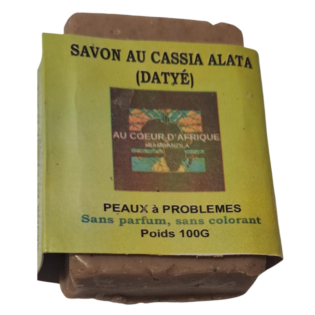 SAVON AU CASSIA ALATA
(DATYÉ)
AU COEUR D'AFRIQUE
PEAUX à PROBLEMES
Sans parfum, sans colorant
Poids 100G